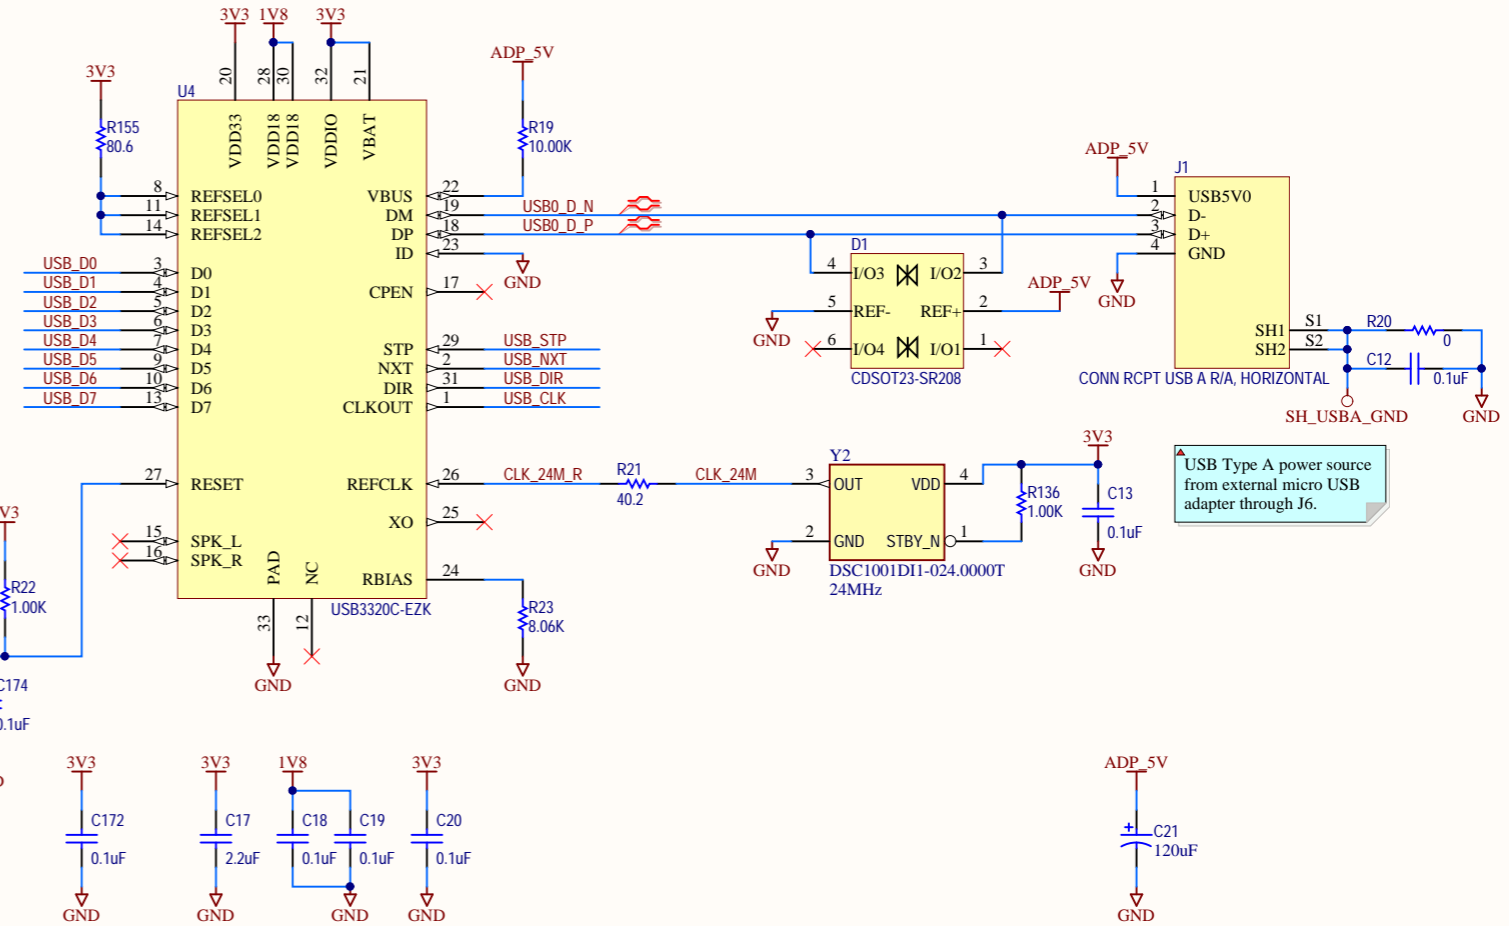 3V3
1V8
3V3
ADP_5V
3V3
20
28
30
32
21
U4
R155
80.6
VDD33
VDD18
VDD18
VDDIO
VBAT
R19
10.00K
ADP_5V
J1
8
REFSEL0
11
REFSEL1
14
REFSEL2
VBUS
22
DM
19
USB0_D_N
DP
18
USB0_D_P
ID
23
GND
1
USB5V0
2
D-
3
D+
4
GND
GND
USB_D0
3
D0
USB_D1
4
D1
USB_D2
5
D2
USB_D3
6
D3
USB_D4
7
D4
USB_D5
9
D5
USB_D6
10
D6
USB_D7
13
D7
CPEN
17
STP
29
USB_STP
NXT
2
USB_NXT
DIR
31
USB_DIR
CLKOUT
1
USB_CLK
D1
4
I/O3
I/O2
3
5
REF-
REF+
2
ADP_5V
GND
6
I/O4
I/O1
1
CDSOT23-SR208
SH1
S1
SH2
S2
R20
0
C12
0.1uF
CONN RCPT USB A R/A, HORIZONTAL
SH_USBA_GND
GND
27
RESET
REFCLK
26
CLK_24M_R
R21
40.2
CLK_24M
Y2
3
OUT
VDD
4
2
GND
STBY_N
1
GND
DSC1001DI1-024.0000T
24MHz
3V3
R136
1.00K
C13
0.1uF
GND
USB Type A power source
from external micro USB
adapter through J6.
XO
25
15
SPK_L
16
SPK_R
PAD
NC
RBIAS
24
USB3320C-EZK
33
12
R23
8.06K
GND
GND
V3
R22
1.00K
C174
0.1uF
3V3
C172
0.1uF
GND
3V3
C17
2.2uF
GND
1V8
C18
0.1uF
C19
0.1uF
GND
3V3
C20
0.1uF
GND
ADP_5V
+
C21
120uF
GND